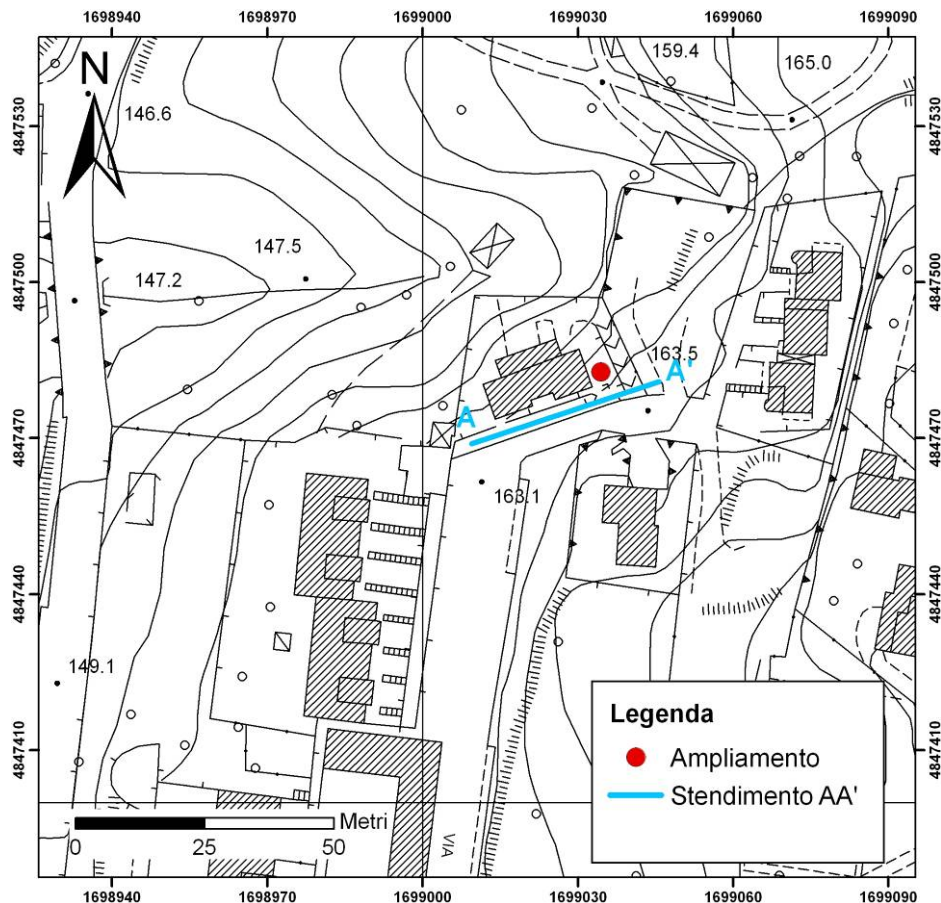 1698940 1698970 1699000 1699030 1699060 1699090
159.4
165.0
N
146.6
4847530 4847530
147.5
147.2
4847500 4847500
163.5
A'
A
4847470 4847470
163.1
4847440 4847440
149.1
Legenda
Ampliamento
Stendimento AA'
4847410 4847410
Metri
0 25 50
VIA
1698940 1698970 1699000 1699030 1699060 1699090